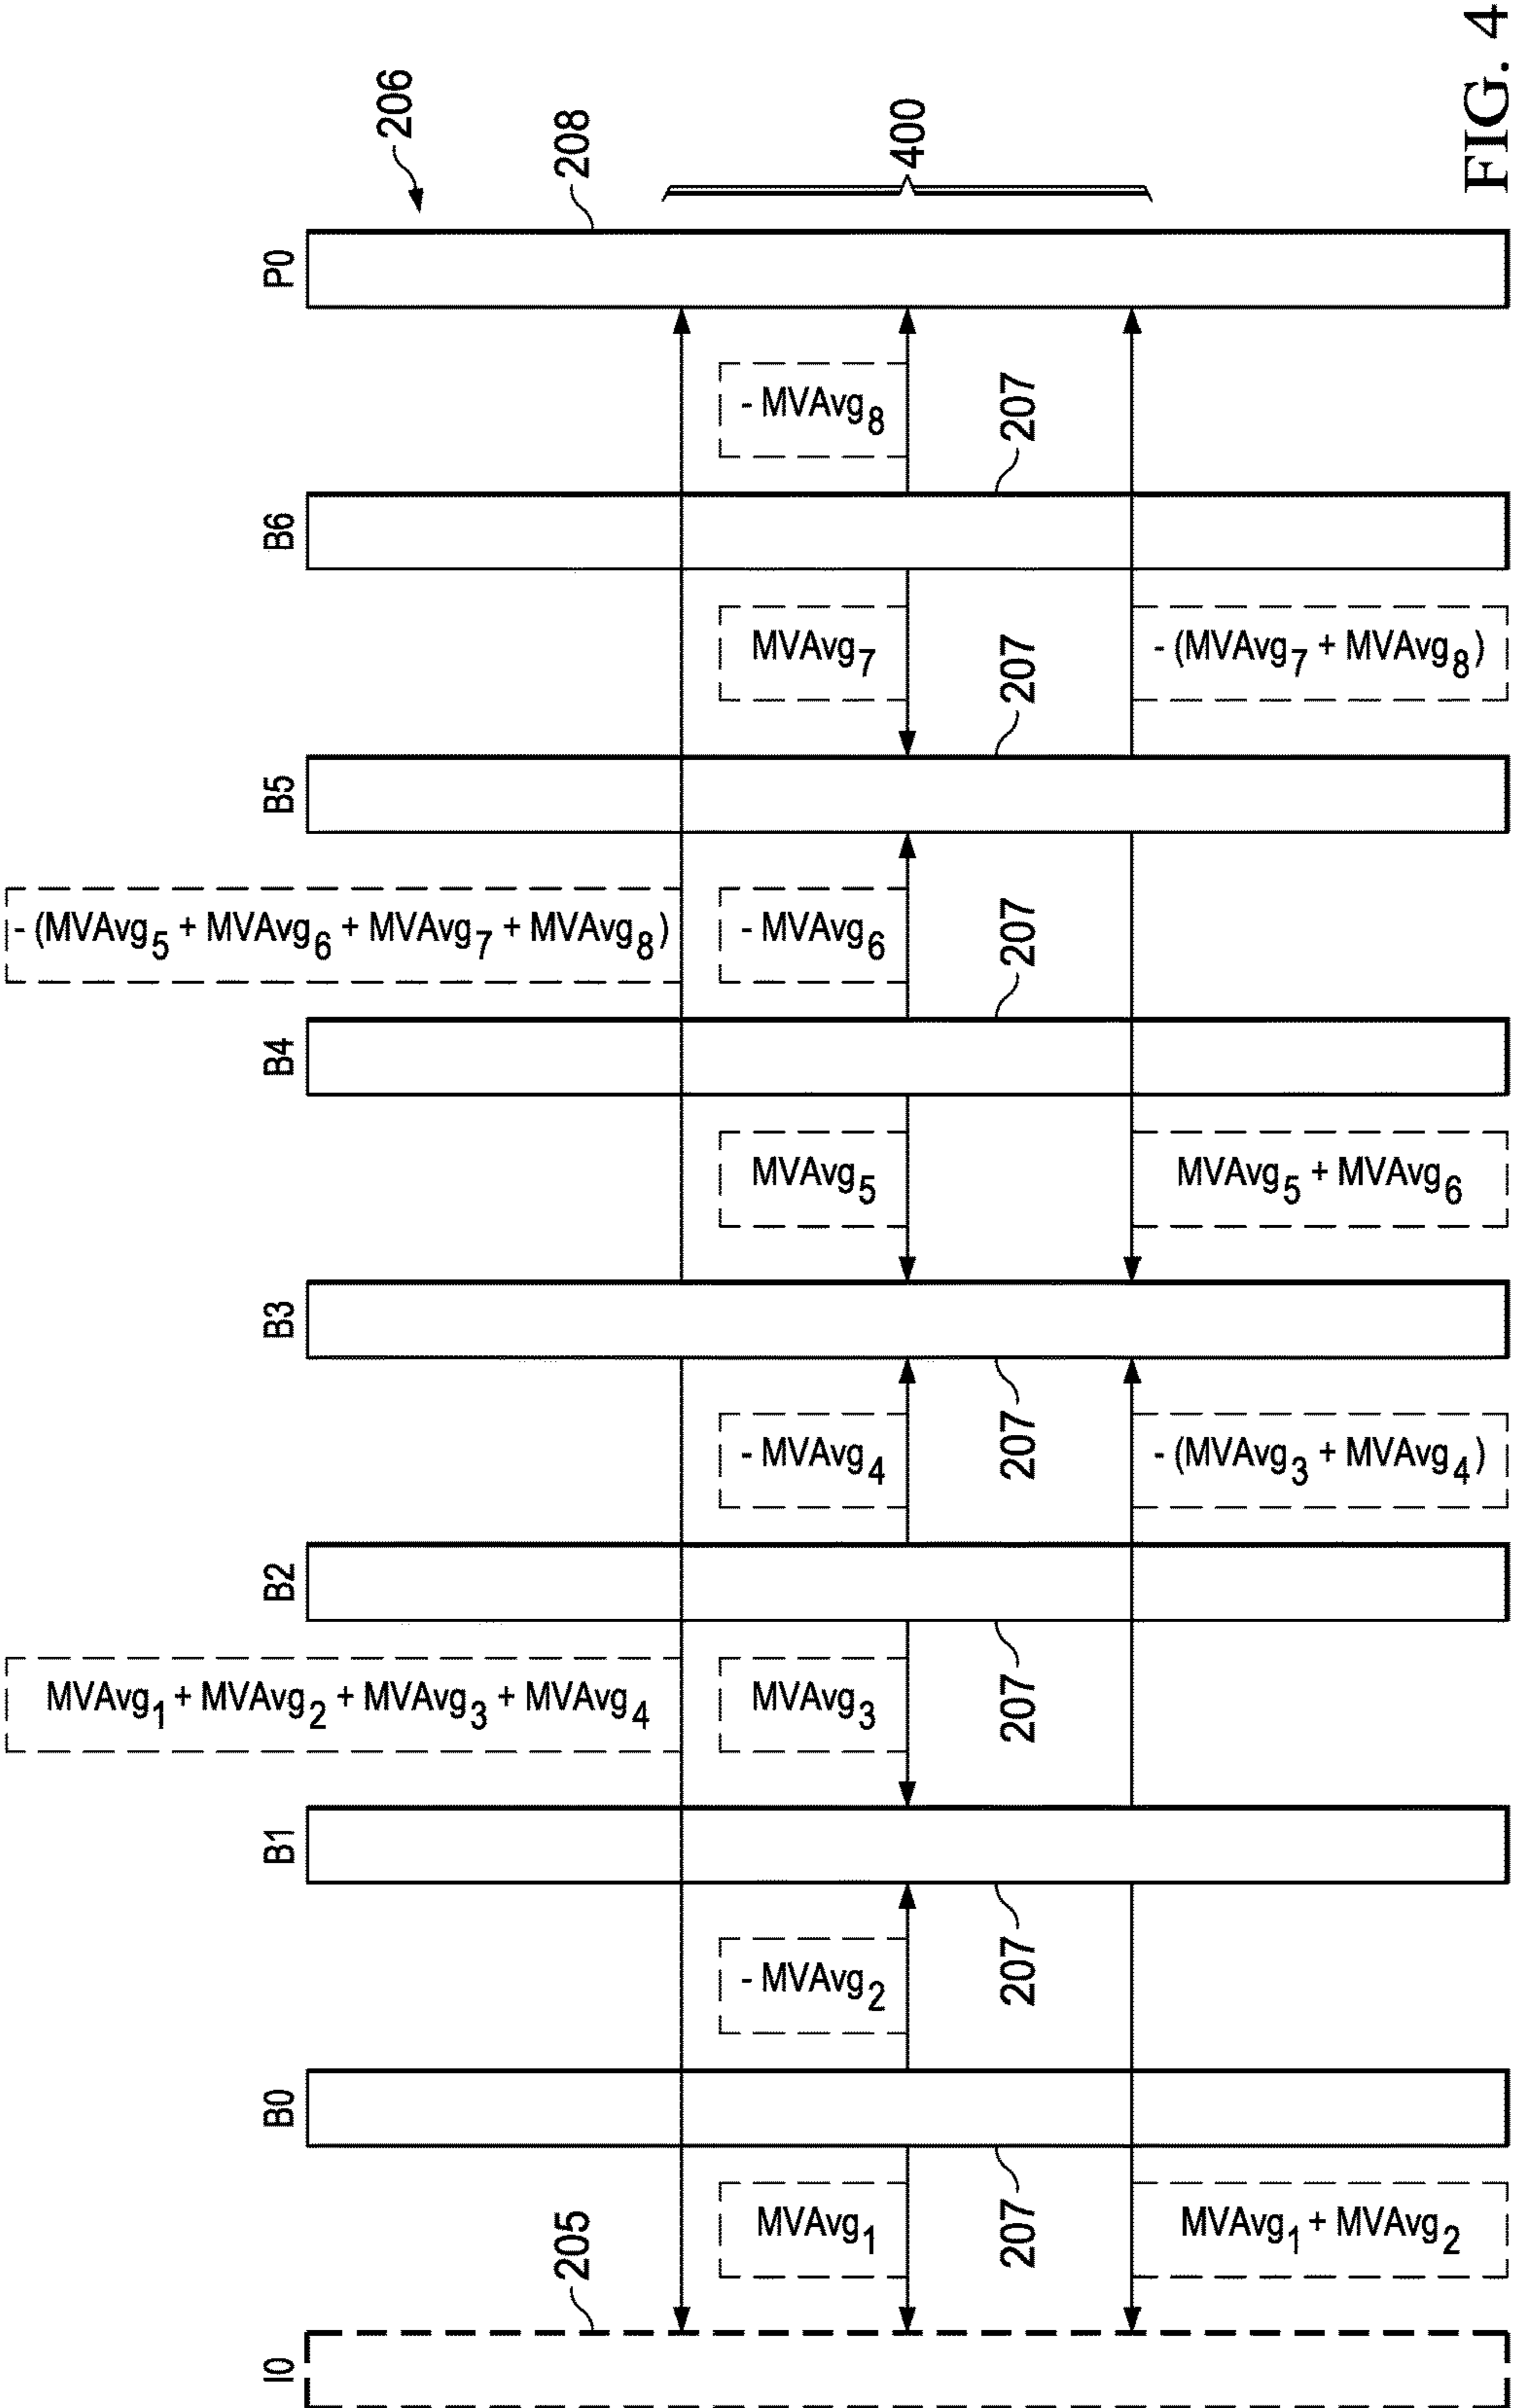 206
I0
B0
B1
B2
B3
B4
B5
B6
P0
205
208
MVAvg1 + MVAvg2 + MVAvg3 + MVAvg4
- (MVAvg5 + MVAvg6 + MVAvg7 + MVAvg8)
MVAvg1
- MVAvg2
MVAvg3
- MVAvg4
MVAvg5
- MVAvg6
MVAvg7
- MVAvg8
400
207
207
207
207
207
207
207
MVAvg1 + MVAvg2
- (MVAvg3 + MVAvg4)
MVAvg5 + MVAvg6
- (MVAvg7 + MVAvg8)
FIG. 4